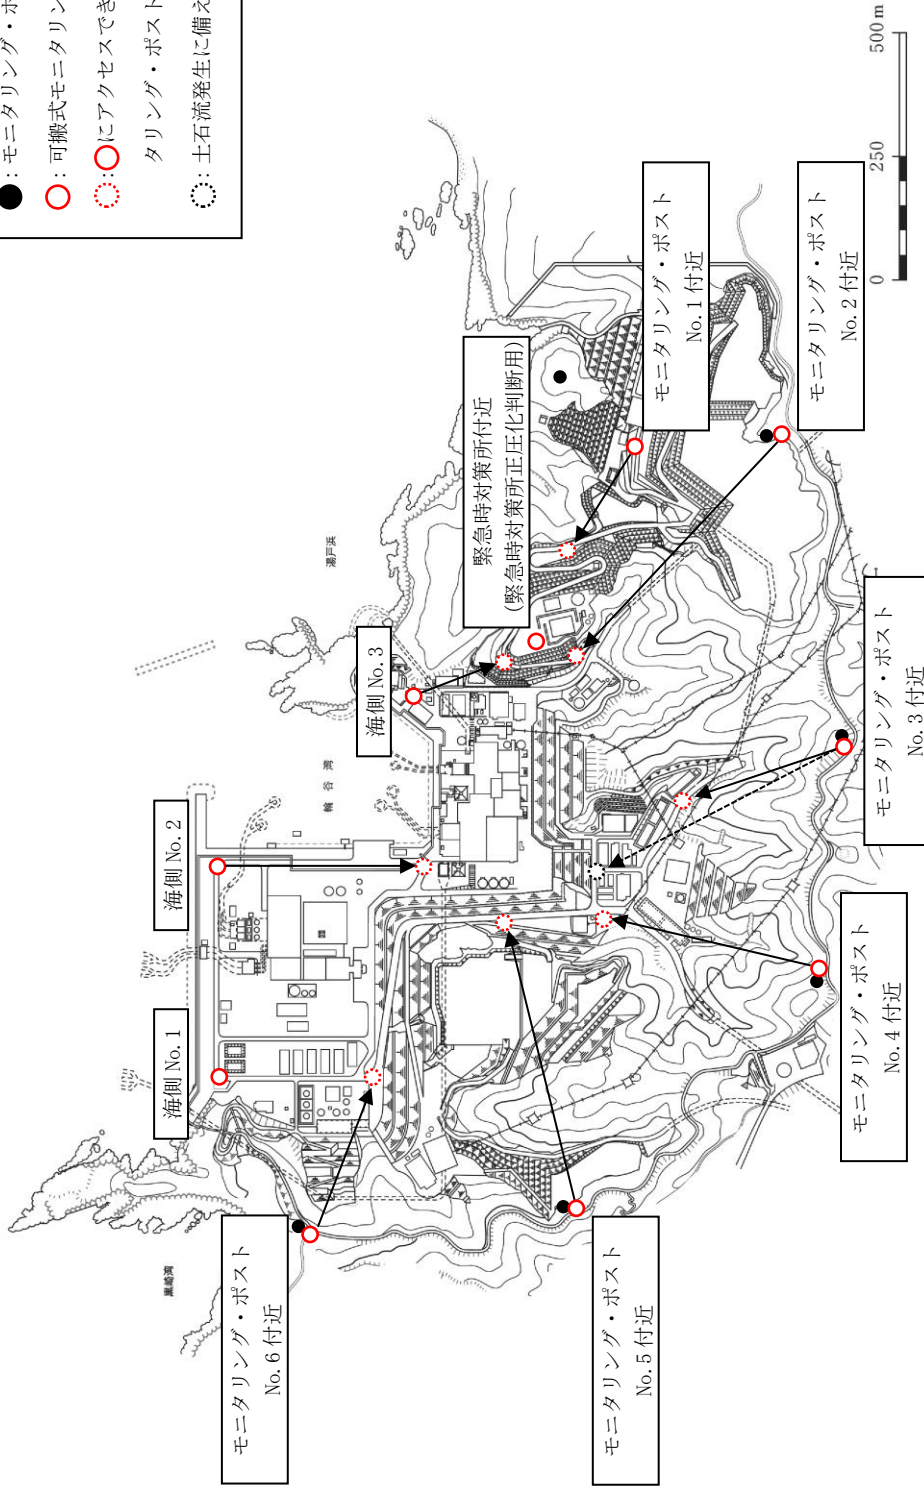 ●：モニタリング・ポ
○：可搬式モニタリン
：○にアクセスでき
タリング・ポスト
：土石流発生に備え
海側 No.1
海側 No.2
海側 No.3
輪谷湾
湯戸浜
黒崎湾
緊急時対策所付近
(緊急時対策所正圧化判断用)
モニタリング・ポスト
No.1 付近
モニタリング・ポスト
No.2 付近
モニタリング・ポスト
No.3 付近
モニタリング・ポスト
No.4 付近
モニタリング・ポスト
No.5 付近
モニタリング・ポスト
No.6 付近
0 250 500 m